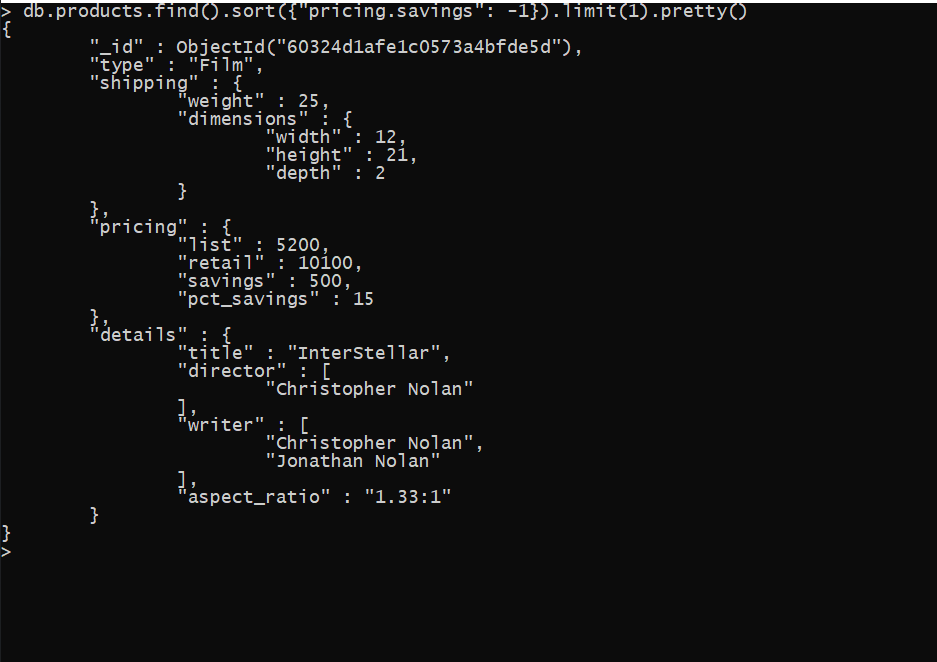 > db.products.find().sort({"pricing.savings": -1}).limit(1).pretty()
{
        "_id" : ObjectId("60324d1afe1c0573a4bfde5d"),
        "type" : "Film",
        "shipping" : {
                "weight" : 25,
                "dimensions" : {
                        "width" : 12,
                        "height" : 21,
                        "depth" : 2
                }
        },
        "pricing" : {
                "list" : 5200,
                "retail" : 10100,
                "savings" : 500,
                "pct_savings" : 15
        },
        "details" : {
                "title" : "InterStellar",
                "director" : [
                        "Christopher Nolan"
                ],
                "writer" : [
                        "Christopher Nolan",
                        "Jonathan Nolan"
                ],
                "aspect_ratio" : "1.33:1"
        }
}
>